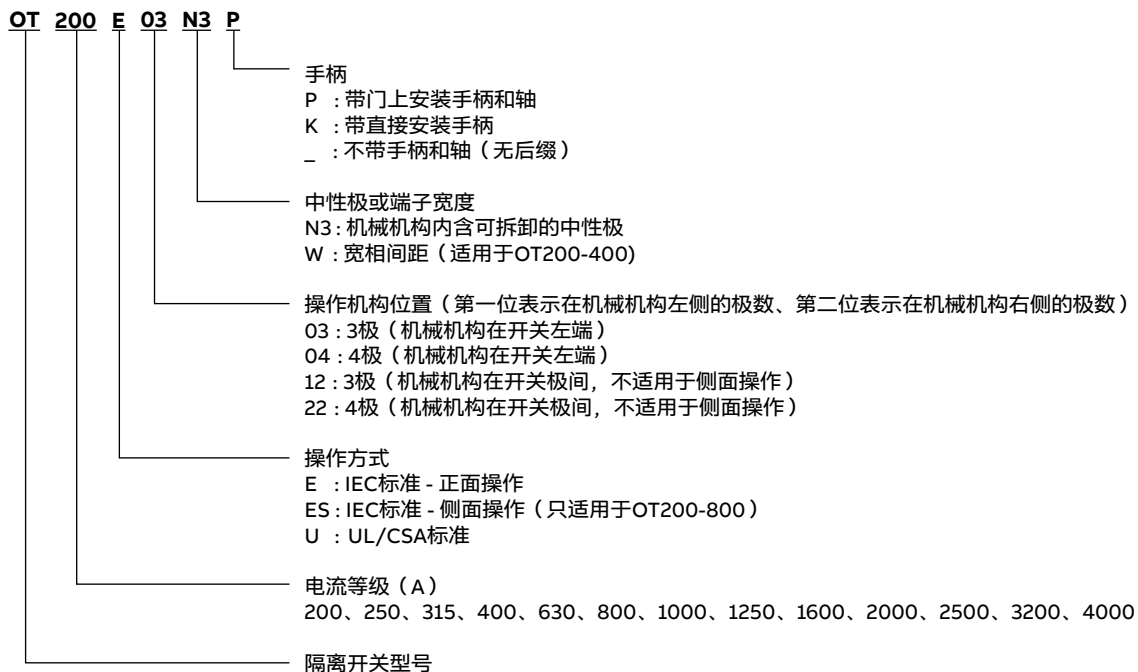 OT 200 E 03 N3 P
手柄
P : 带门上安装手柄和轴
K : 带直接安装手柄
_ : 不带手柄和轴（无后缀）
中性极或端子宽度
N3 : 机械机构内含可拆卸的中性极
W : 宽相间距（适用于OT200-400)
操作机构位置（第一位表示在机械机构左侧的极数、第二位表示在机械机构右侧的极数）
03 : 3极（机械机构在开关左端）
04 : 4极（机械机构在开关左端）
12 : 3极（机械机构在开关极间，不适用于侧面操作）
22 : 4极（机械机构在开关极间，不适用于侧面操作）
操作方式
E : IEC标准 - 正面操作
ES : IEC标准 - 侧面操作（只适用于OT200-800）
U : UL/CSA标准
电流等级（A）
200、250、315、400、630、800、1000、1250、1600、2000、2500、3200、4000
隔离开关型号